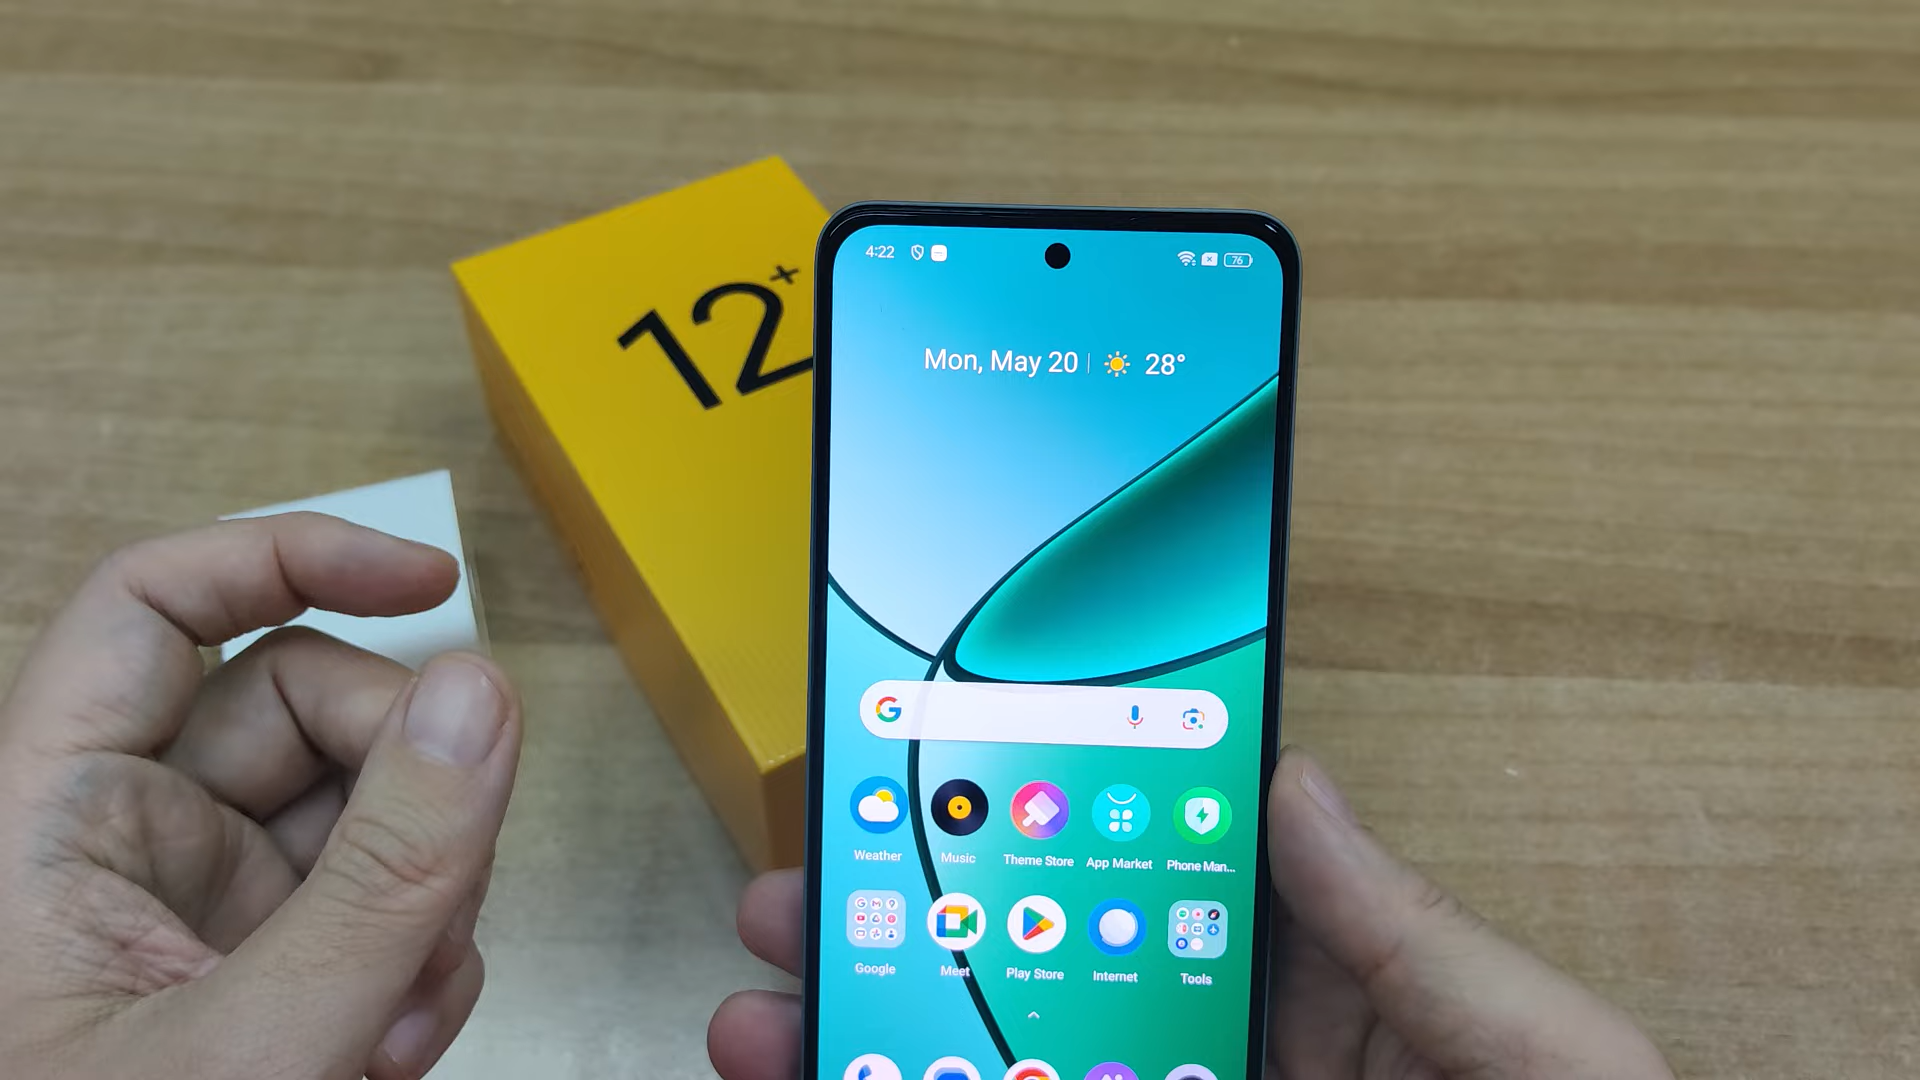 12+
4:22
76
Mon, May 20 | 28°
Weather
Music
Theme Store
App Market
Phone Man...
Google
Meet
Play Store
Internet
Tools